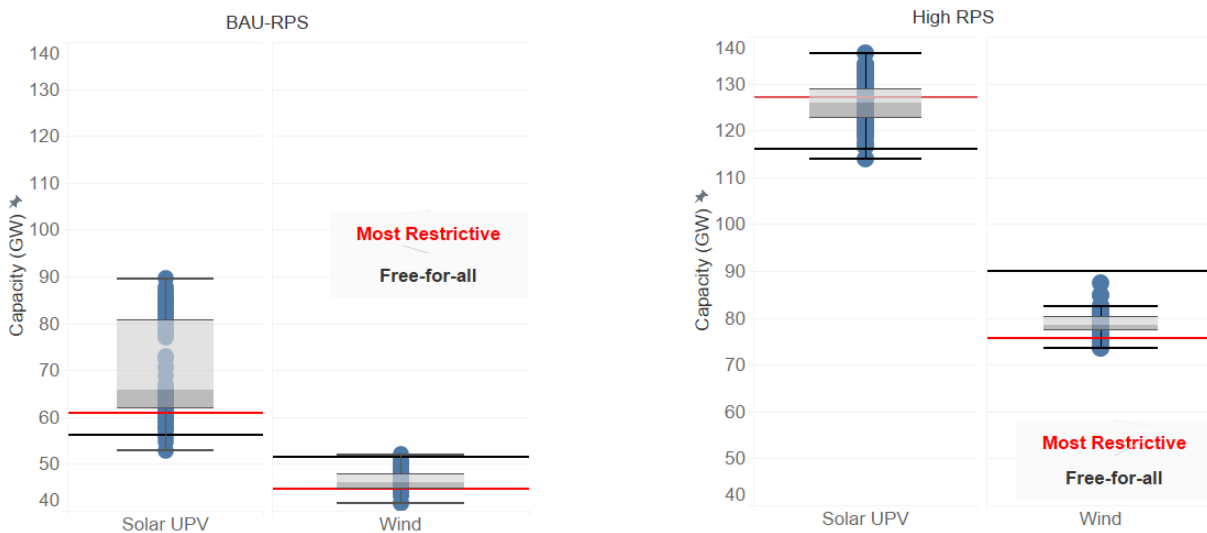 BAU-RPS
140
130
120
110
100
90
80
70
60
50
40
Capacity (GW)
Most Restrictive
Free-for-all
Solar UPV
Wind
High RPS
140
130
120
110
100
90
80
70
60
50
40
Capacity (GW)
Most Restrictive
Free-for-all
Solar UPV
Wind